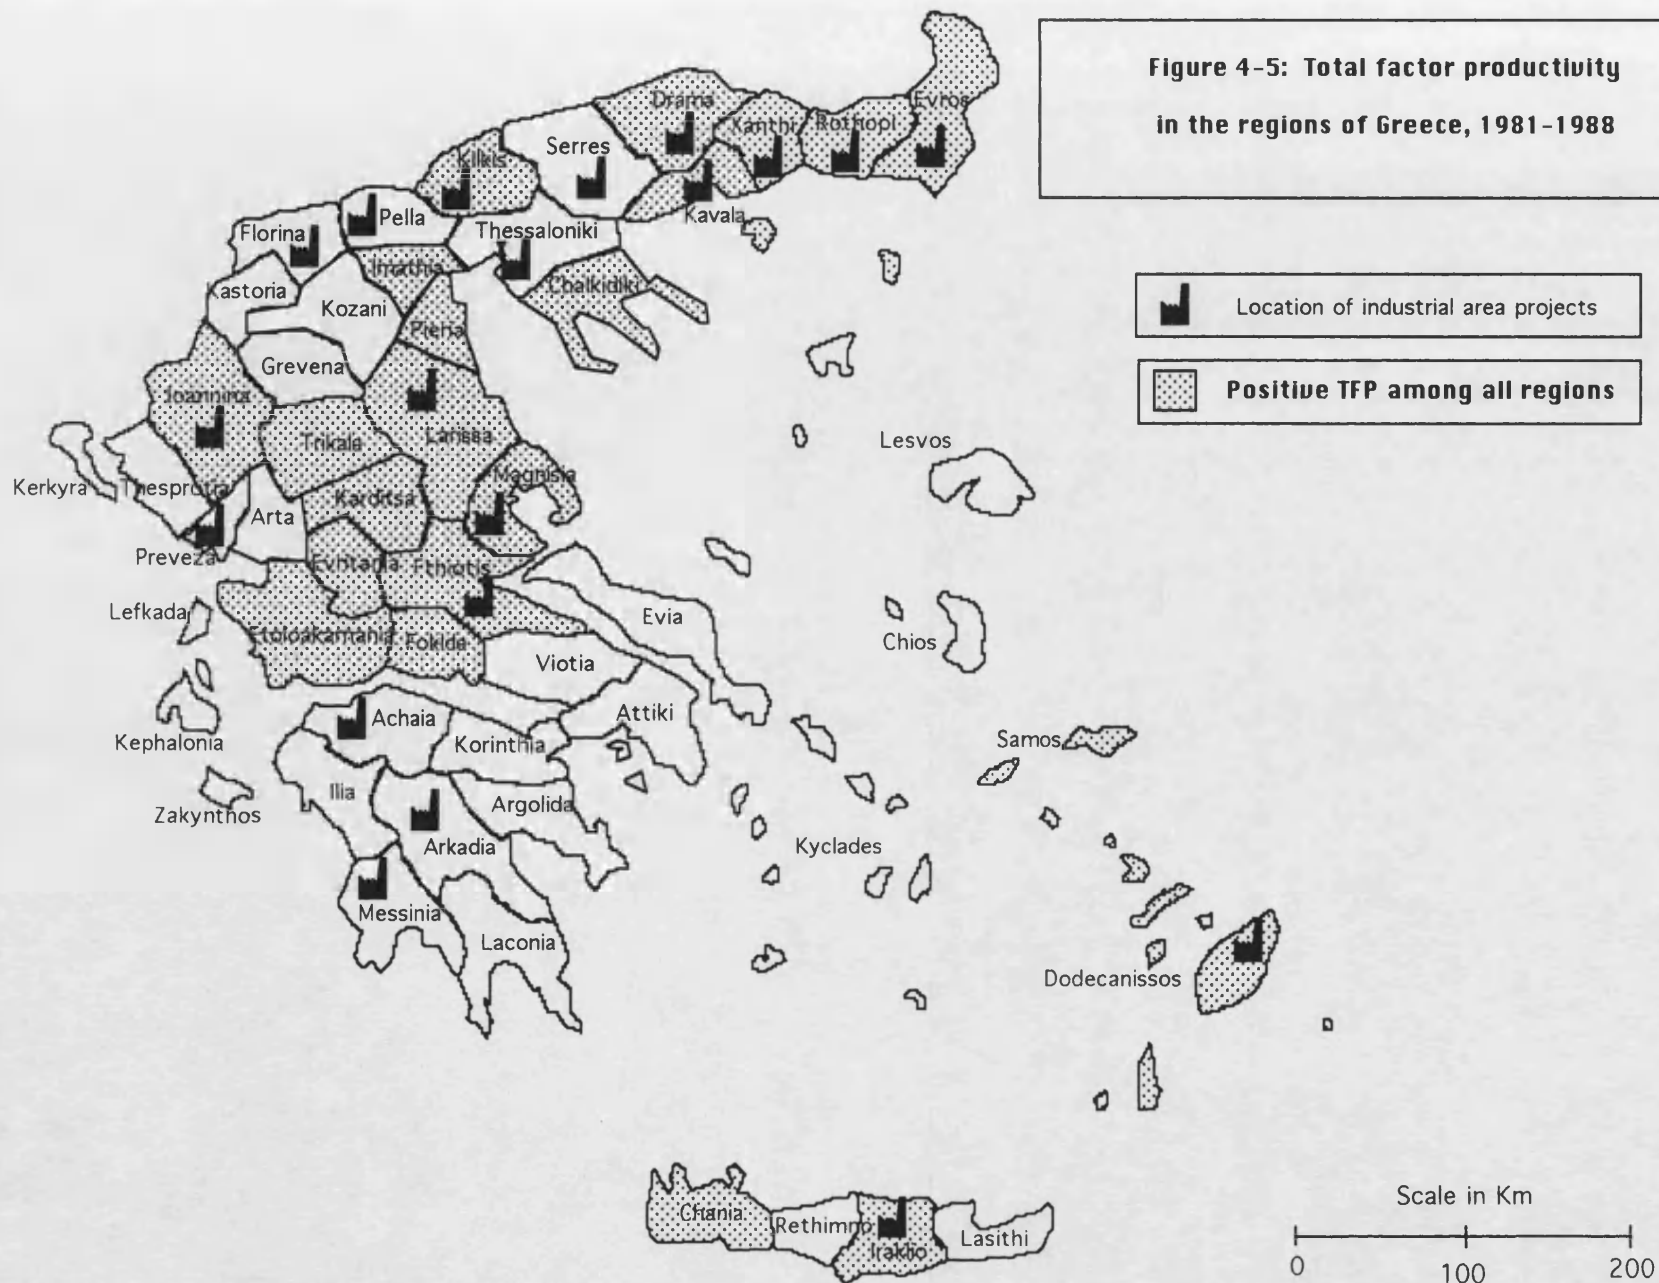 Figure 4-5: Total factor productivity
in the regions of Greece, 1981-1988
Location of industrial area projects
Positive TFP among all regions
Drama
Evros
Xanthi
Rothopi
Serres
Kilkis
Kavala
Pella
Thessaloniki
Florina
Imathia
Chalkidiki
Kastoria
Kozani
Pieria
Grevena
Joannina
Trikala
Larissa
Lesvos
Magnisia
Kerkyra
Thesprotia
Karditsa
Arta
Preveza
Evritania
Fthiotis
Lefkada
Evia
Etoloakarnania
Fokida
Chios
Viotia
Achaia
Attiki
Kephalonia
Korinthia
Samos
Ilia
Argolida
Zakynthos
Arkadia
Kyclades
Messinia
Laconia
Dodecanissos
Chania
Rethimno
Iraklio
Lasithi
Scale in Km
0 100 200